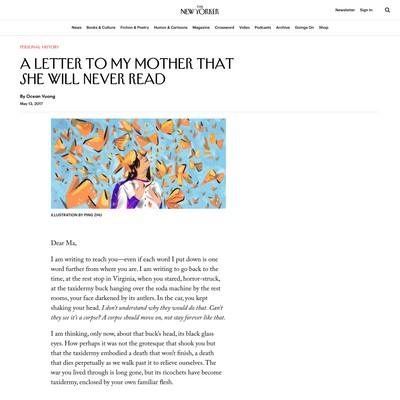 THE
NEW YORKER
Newsletter Sign In
News Books & Culture Fiction & Poetry Humor & Cartoons Magazine Crossword Video Podcasts Archive Goings On Shop
PERSONAL HISTORY
A LETTER TO MY MOTHER THAT
SHE WILL NEVER READ
By Ocean Vuong
May 13, 2017
ILLUSTRATION BY PING ZHU
Dear Ma,
I am writing to reach you—even if each word I put down is one
word further from where you are. I am writing to go back to the
time, at the rest stop in Virginia, when you stared, horror-struck,
at the taxidermy buck hanging over the soda machine by the rest
rooms, your face darkened by its antlers. In the car, you kept
shaking your head. I don't understand why they would do that. Can't
they see it's a corpse? A corpse should move on, not stay forever like that.
I am thinking, only now, about that buck's head, its black glass
eyes. How perhaps it was not the grotesque that shook you but
that the taxidermy embodied a death that won't finish, a death
that dies perpetually as we walk past it to relieve ourselves. The
war you lived through is long gone, but its ricochets have become
taxidermy, enclosed by your own familiar flesh.